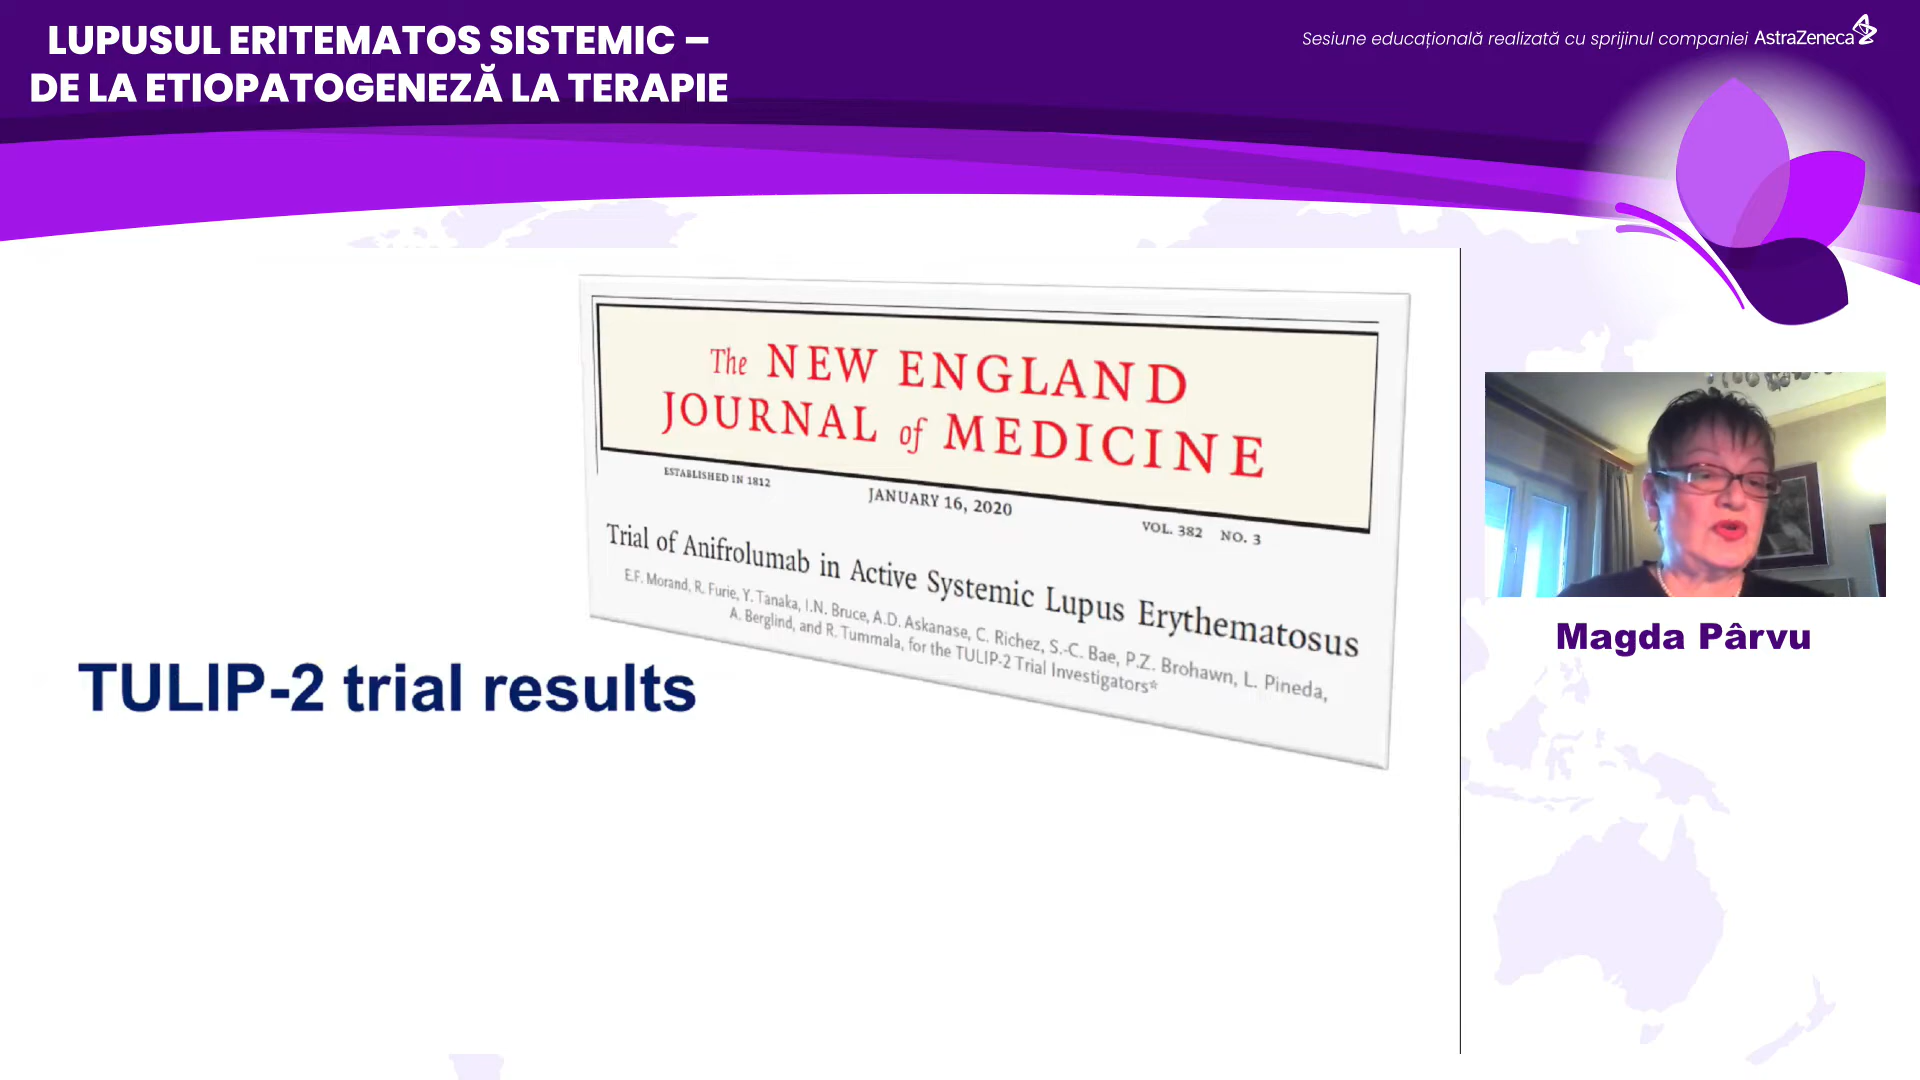 LUPUSUL ERITEMATOS SISTEMIC –
DE LA ETIOPATOGENEZĂ LA TERAPIE
Sesiune educațională realizată cu sprijinul companiei AstraZeneca
The NEW ENGLAND
JOURNAL of MEDICINE
ESTABLISHED IN 1812
JANUARY 16, 2020
VOL. 382 NO. 3
Trial of Anifrolumab in Active Systemic Lupus Erythematosus
E.F. Morand, R. Furie, Y. Tanaka, I.N. Bruce, A.D. Askanase, C. Richez, S.-C. Bae, P.Z. Brohawn, L. Pineda,
A. Berglind, and R. Tummala, for the TULIP-2 Trial Investigators*
TULIP-2 trial results
Magda Pârvu